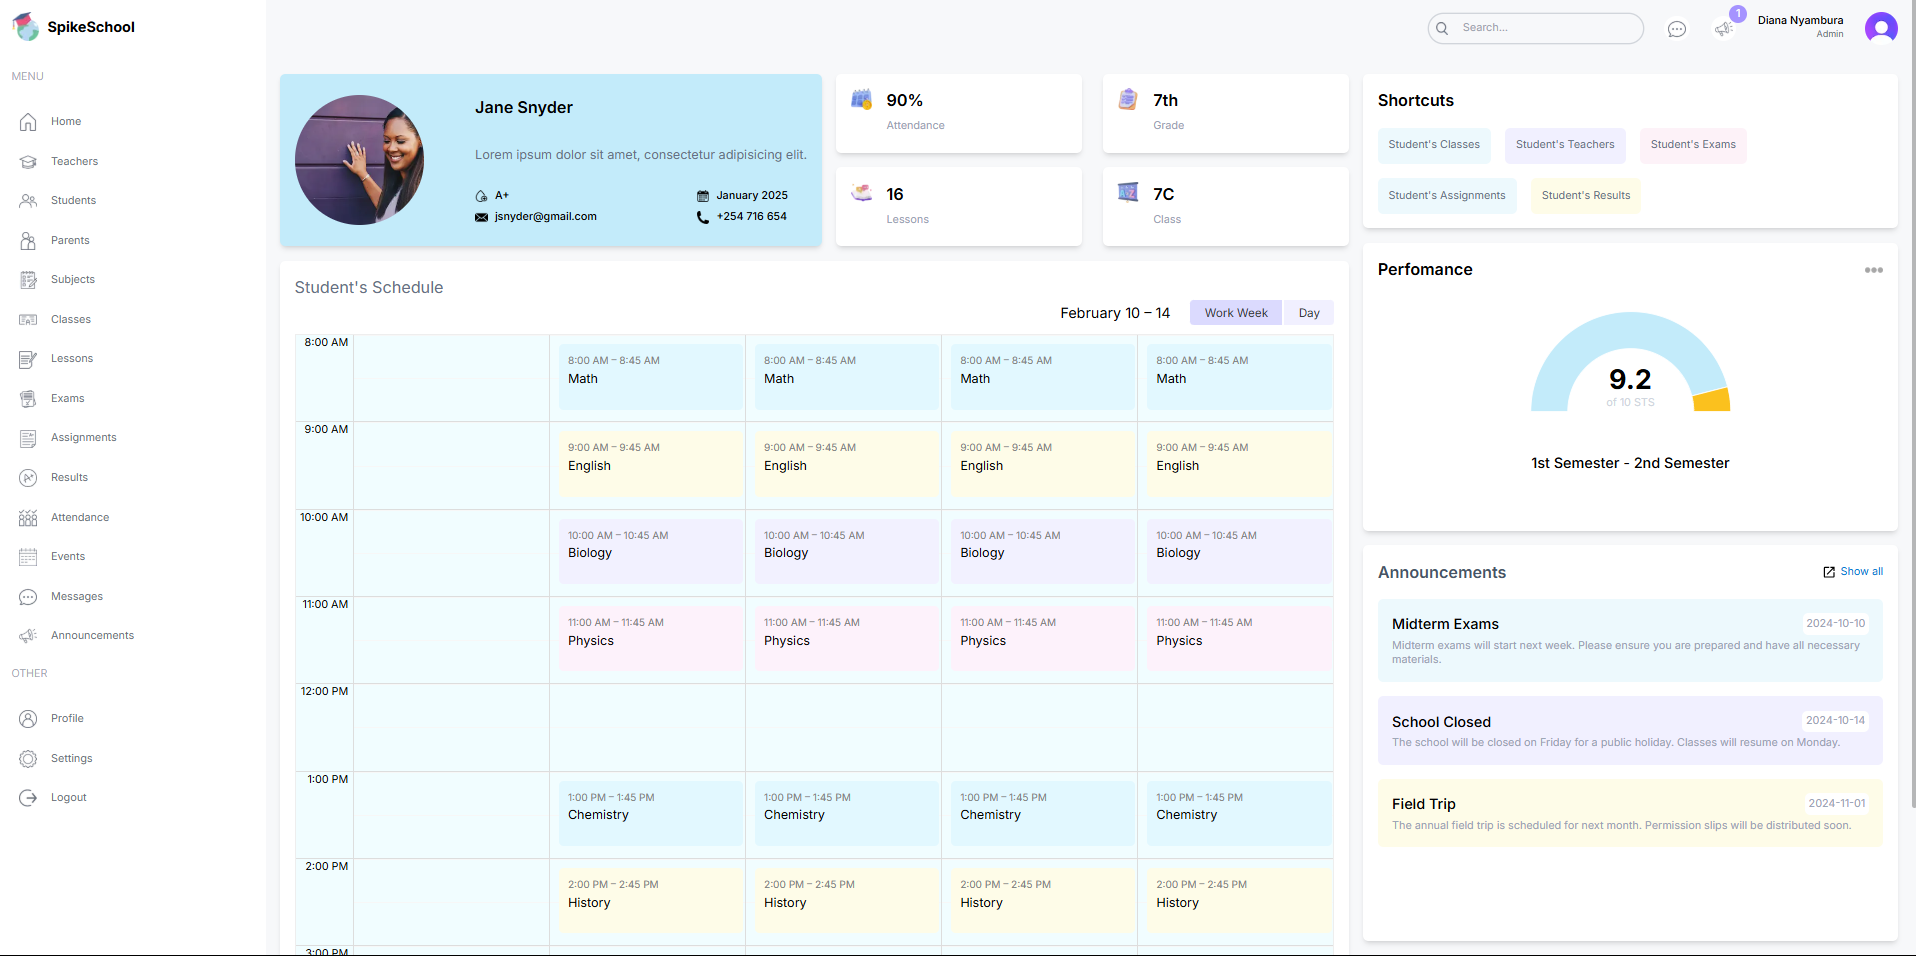 SpikeSchool
Search...
1
Diana Nyambura
Admin
MENU
Home
Teachers
Students
Parents
Subjects
Classes
Lessons
Exams
Assignments
Results
Attendance
Events
Messages
Announcements
OTHER
Profile
Settings
Logout
Jane Snyder
Lorem ipsum dolor sit amet, consectetur adipisicing elit.
A+
January 2025
jsnyder@gmail.com
+254 716 654
90%
Attendance
7th
Grade
16
Lessons
7C
Class
Student's Schedule
February 10 – 14
Work Week
Day
8:00 AM
8:00 AM – 8:45 AM
Math
8:00 AM – 8:45 AM
Math
8:00 AM – 8:45 AM
Math
8:00 AM – 8:45 AM
Math
9:00 AM
9:00 AM – 9:45 AM
English
9:00 AM – 9:45 AM
English
9:00 AM – 9:45 AM
English
9:00 AM – 9:45 AM
English
10:00 AM
10:00 AM – 10:45 AM
Biology
10:00 AM – 10:45 AM
Biology
10:00 AM – 10:45 AM
Biology
10:00 AM – 10:45 AM
Biology
11:00 AM
11:00 AM – 11:45 AM
Physics
11:00 AM – 11:45 AM
Physics
11:00 AM – 11:45 AM
Physics
11:00 AM – 11:45 AM
Physics
12:00 PM
1:00 PM
1:00 PM – 1:45 PM
Chemistry
1:00 PM – 1:45 PM
Chemistry
1:00 PM – 1:45 PM
Chemistry
1:00 PM – 1:45 PM
Chemistry
2:00 PM
2:00 PM – 2:45 PM
History
2:00 PM – 2:45 PM
History
2:00 PM – 2:45 PM
History
2:00 PM – 2:45 PM
History
3:00 PM
Shortcuts
Student's Classes
Student's Teachers
Student's Exams
Student's Assignments
Student's Results
Perfomance
9.2
of 10 STS
1st Semester - 2nd Semester
Announcements
Show all
Midterm Exams
2024-10-10
Midterm exams will start next week. Please ensure you are prepared and have all necessary
materials.
School Closed
2024-10-14
The school will be closed on Friday for a public holiday. Classes will resume on Monday.
Field Trip
2024-11-01
The annual field trip is scheduled for next month. Permission slips will be distributed soon.